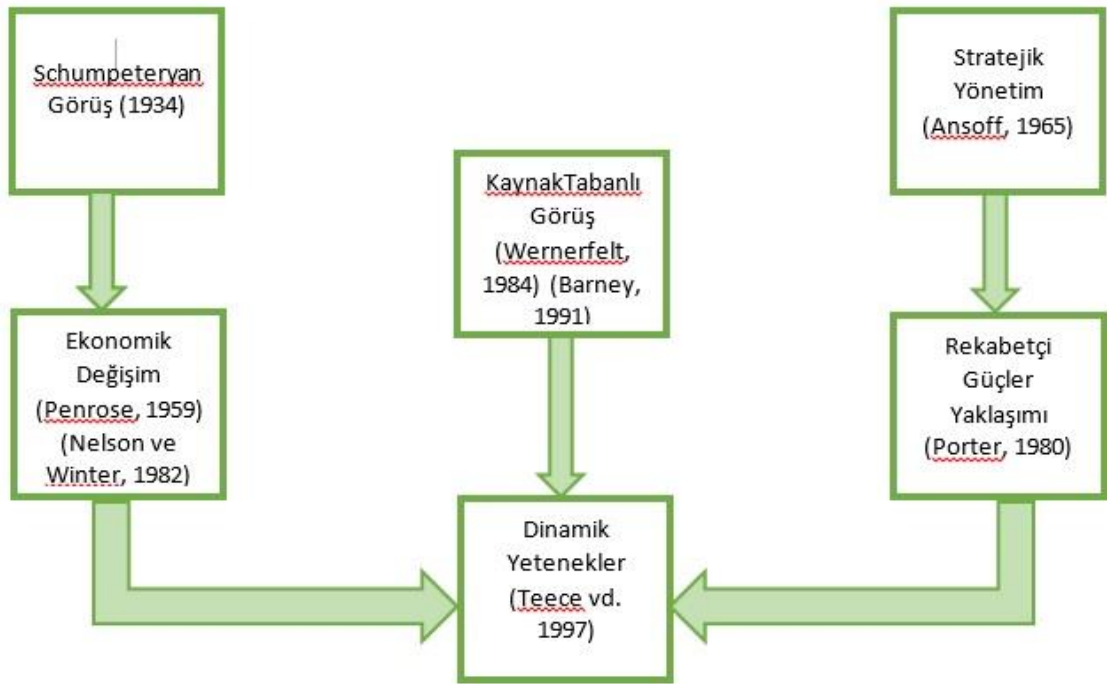 Schumpeteryan
Görüş (1934)
Stratejik
Yönetim
(Ansoff, 1965)
KaynakTabanlı
Görüş
(Wernerfelt,
1984) (Barney,
1991)
Ekonomik
Değişim
(Penrose, 1959)
(Nelson ve
Winter, 1982)
Rekabetçi
Güçler
Yaklaşımı
(Porter, 1980)
Dinamik
Yetenekler
(Teece vd.
1997)